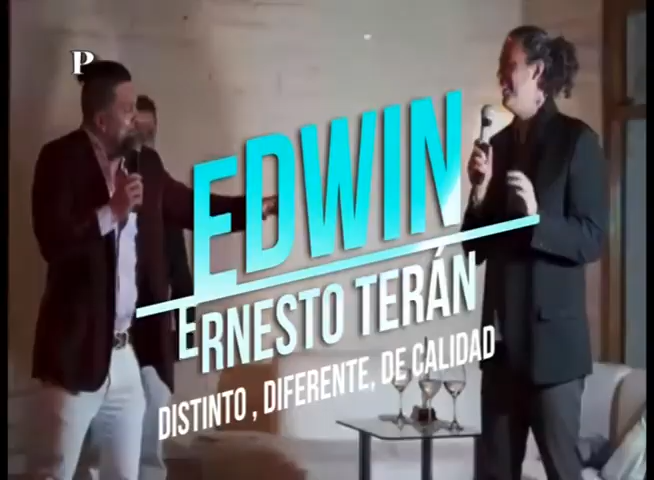 P
EDWIN
ERNESTO TERÁN
DISTINTO , DIFERENTE, DE CALIDAD